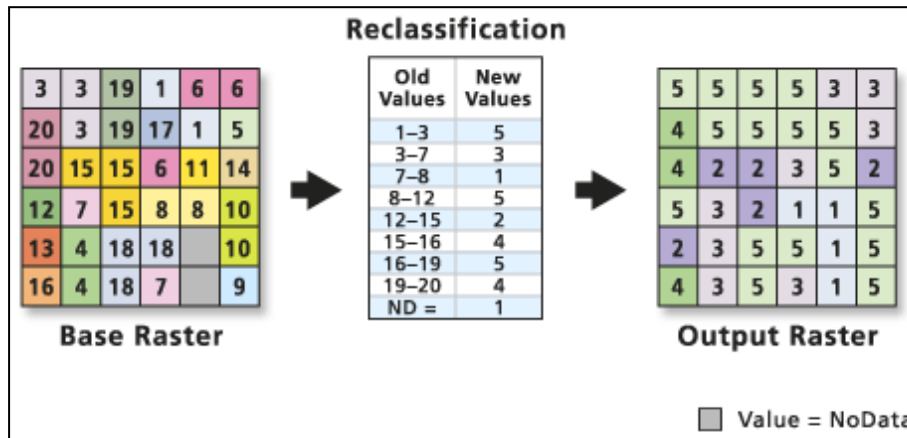 Reclassification
Old Values New Values
1–3 5
3–7 3
7–8 1
8–12 5
12–15 2
15–16 4
16–19 5
19–20 4
ND = 1
3 3 19 1 6 6
20 3 19 17 1 5
20 15 15 6 11 14
12 7 15 8 8 10
13 4 18 18 10
16 4 18 7 9
Base Raster
5 5 5 5 3 3
4 5 5 5 5 3
4 2 2 3 5 2
5 3 2 1 1 5
2 3 5 5 1 5
4 3 5 3 1 5
Output Raster
Value = NoData